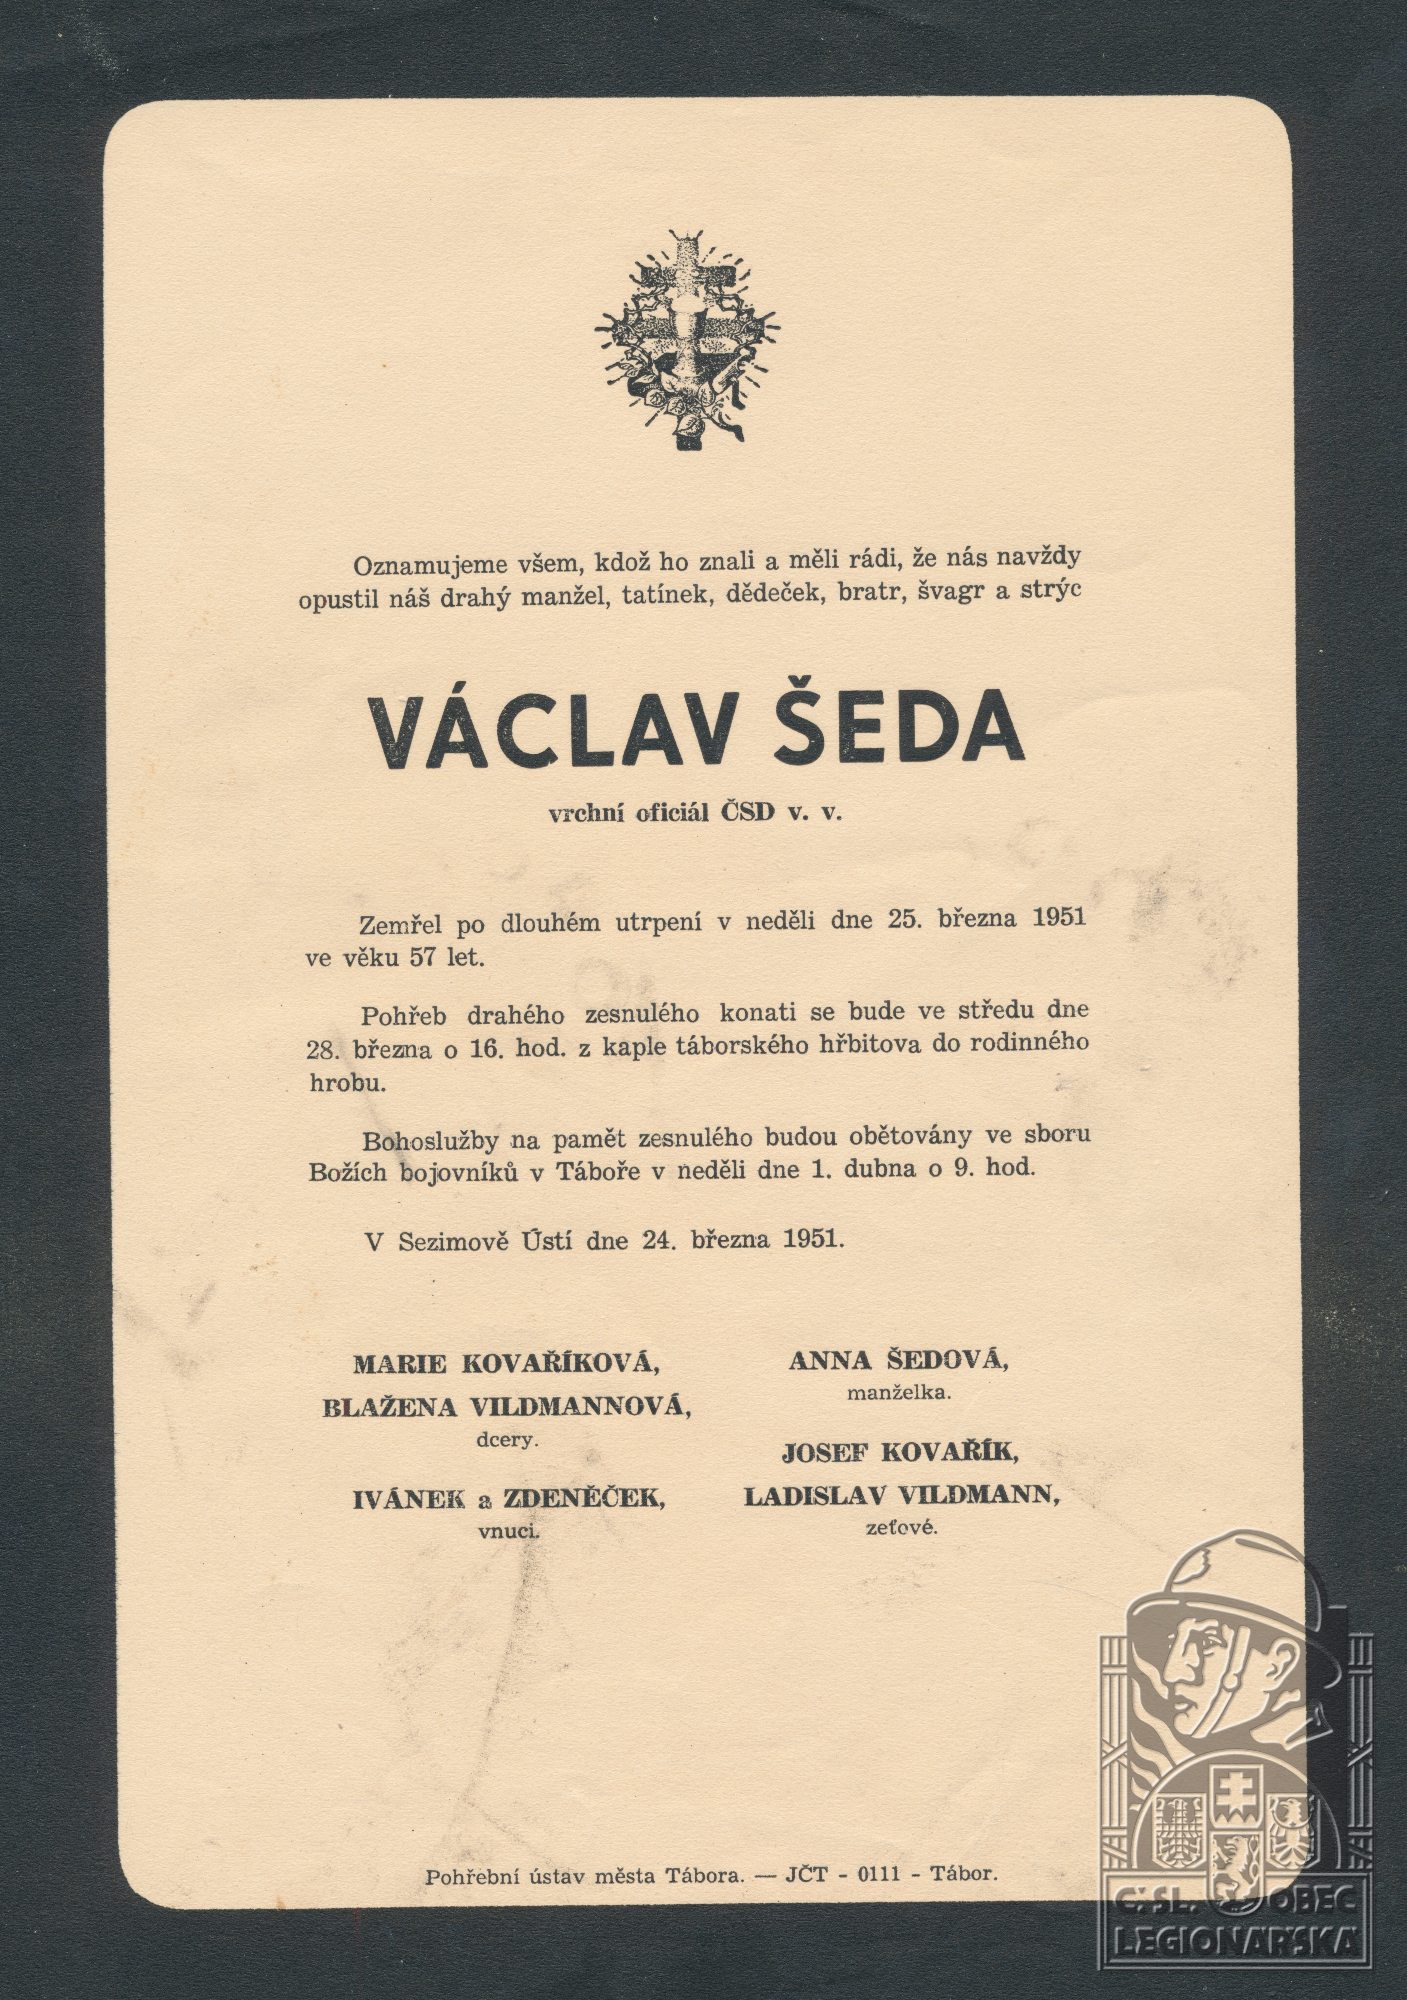 Oznamujeme všem, kdož ho znali a měli rádi, že nás navždy
opustil náš drahý manžel, tatínek, dědeček, bratr, švagr a strýc
VÁCLAV ŠEDA
vrchní oficiál ČSD v. v.
Zemřel po dlouhém utrpení v neděli dne 25. března 1951
ve věku 57 let.
Pohřeb drahého zesnulého konati se bude ve středu dne
28. března o 16. hod. z kaple táborského hřbitova do rodinného
hrobu.
Bohoslužby na pamět zesnulého budou obětovány ve sboru
Božích bojovníků v Táboře v neděli dne 1. dubna o 9. hod.
V Sezimově Ústí dne 24. března 1951.
MARIE KOVAŘÍKOVÁ,
BLAŽENA VILDMANNOVÁ,
dcery.
IVÁNEK a ZDENĚČEK,
vnuci.
ANNA ŠEDOVÁ,
manželka.
JOSEF KOVAŘÍK,
LADISLAV VILDMANN,
zeťové.
Pohřební ústav města Tábora. — JČT - 0111 - Tábor.
Č.SL. OBEC
LEGIONÁŘSKÁ